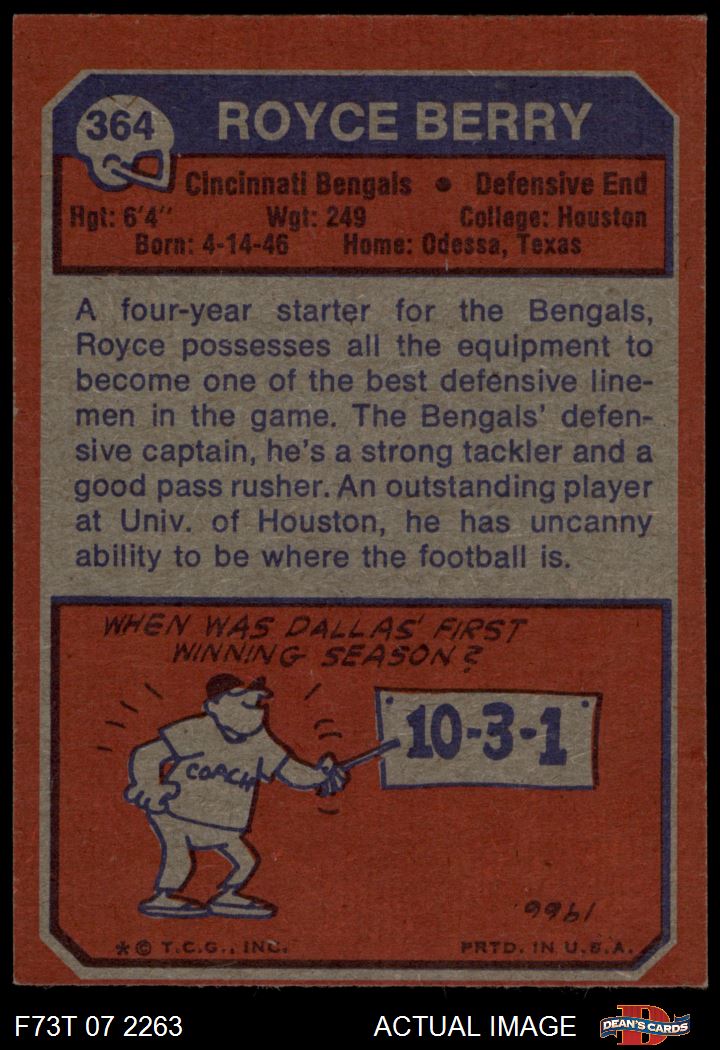 364
ROYCE BERRY
Cincinnati Bengals • Defensive End
Hgt: 6'4" Wgt: 249 College: Houston
Born: 4-14-46 Home: Odessa, Texas
A four-year starter for the Bengals,
Royce possesses all the equipment to
become one of the best defensive line-
men in the game. The Bengals' defen-
sive captain, he's a strong tackler and a
good pass rusher. An outstanding player
at Univ. of Houston, he has uncanny
ability to be where the football is.
WHEN WAS DALLAS' FIRST
WINNING SEASON?
10-3-1
COACH
1966
* © T.C.G., INC. PRTD. IN U.S.A.
F73T 07 2263 ACTUAL IMAGE
D
DEAN'S CARDS